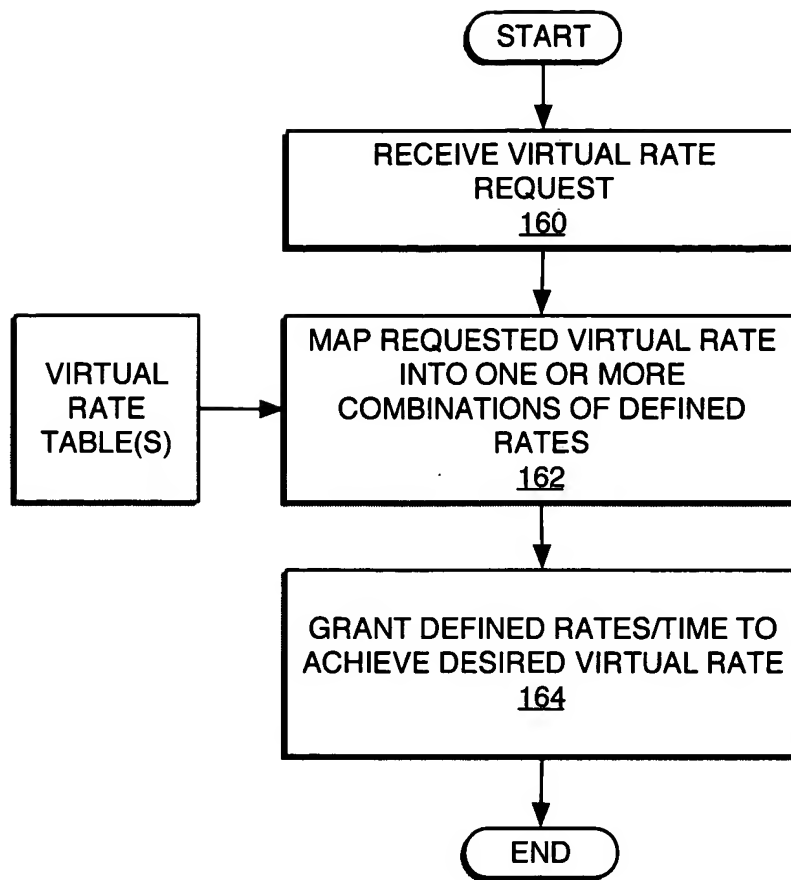 START
RECEIVE VIRTUAL RATE
REQUEST
160
VIRTUAL
RATE
TABLE(S)
MAP REQUESTED VIRTUAL RATE
INTO ONE OR MORE
COMBINATIONS OF DEFINED
RATES
162
GRANT DEFINED RATES/TIME TO
ACHIEVE DESIRED VIRTUAL RATE
164
END